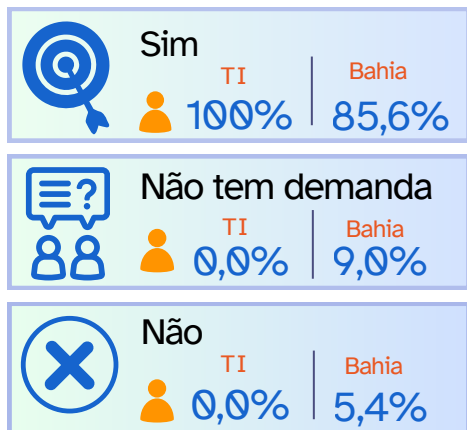 Sim
TI Bahia
100% 85,6%
?
Não tem demanda
TI Bahia
0,0% 9,0%
Não
TI Bahia
0,0% 5,4%